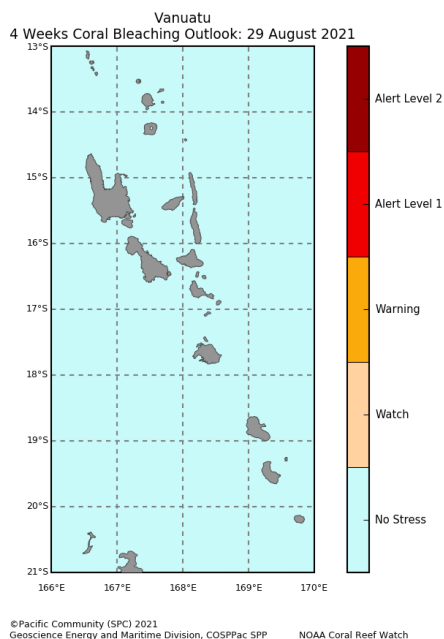 Vanuatu
4 Weeks Coral Bleaching Outlook: 29 August 2021
13°S
14°S
15°S
16°S
17°S
18°S
19°S
20°S
21°S
166°E 167°E 168°E 169°E 170°E
Alert Level 2
Alert Level 1
Warning
Watch
No Stress
©Pacific Community (SPC) 2021
Geoscience Energy and Maritime Division, COSPPac SPP NOAA Coral Reef Watch